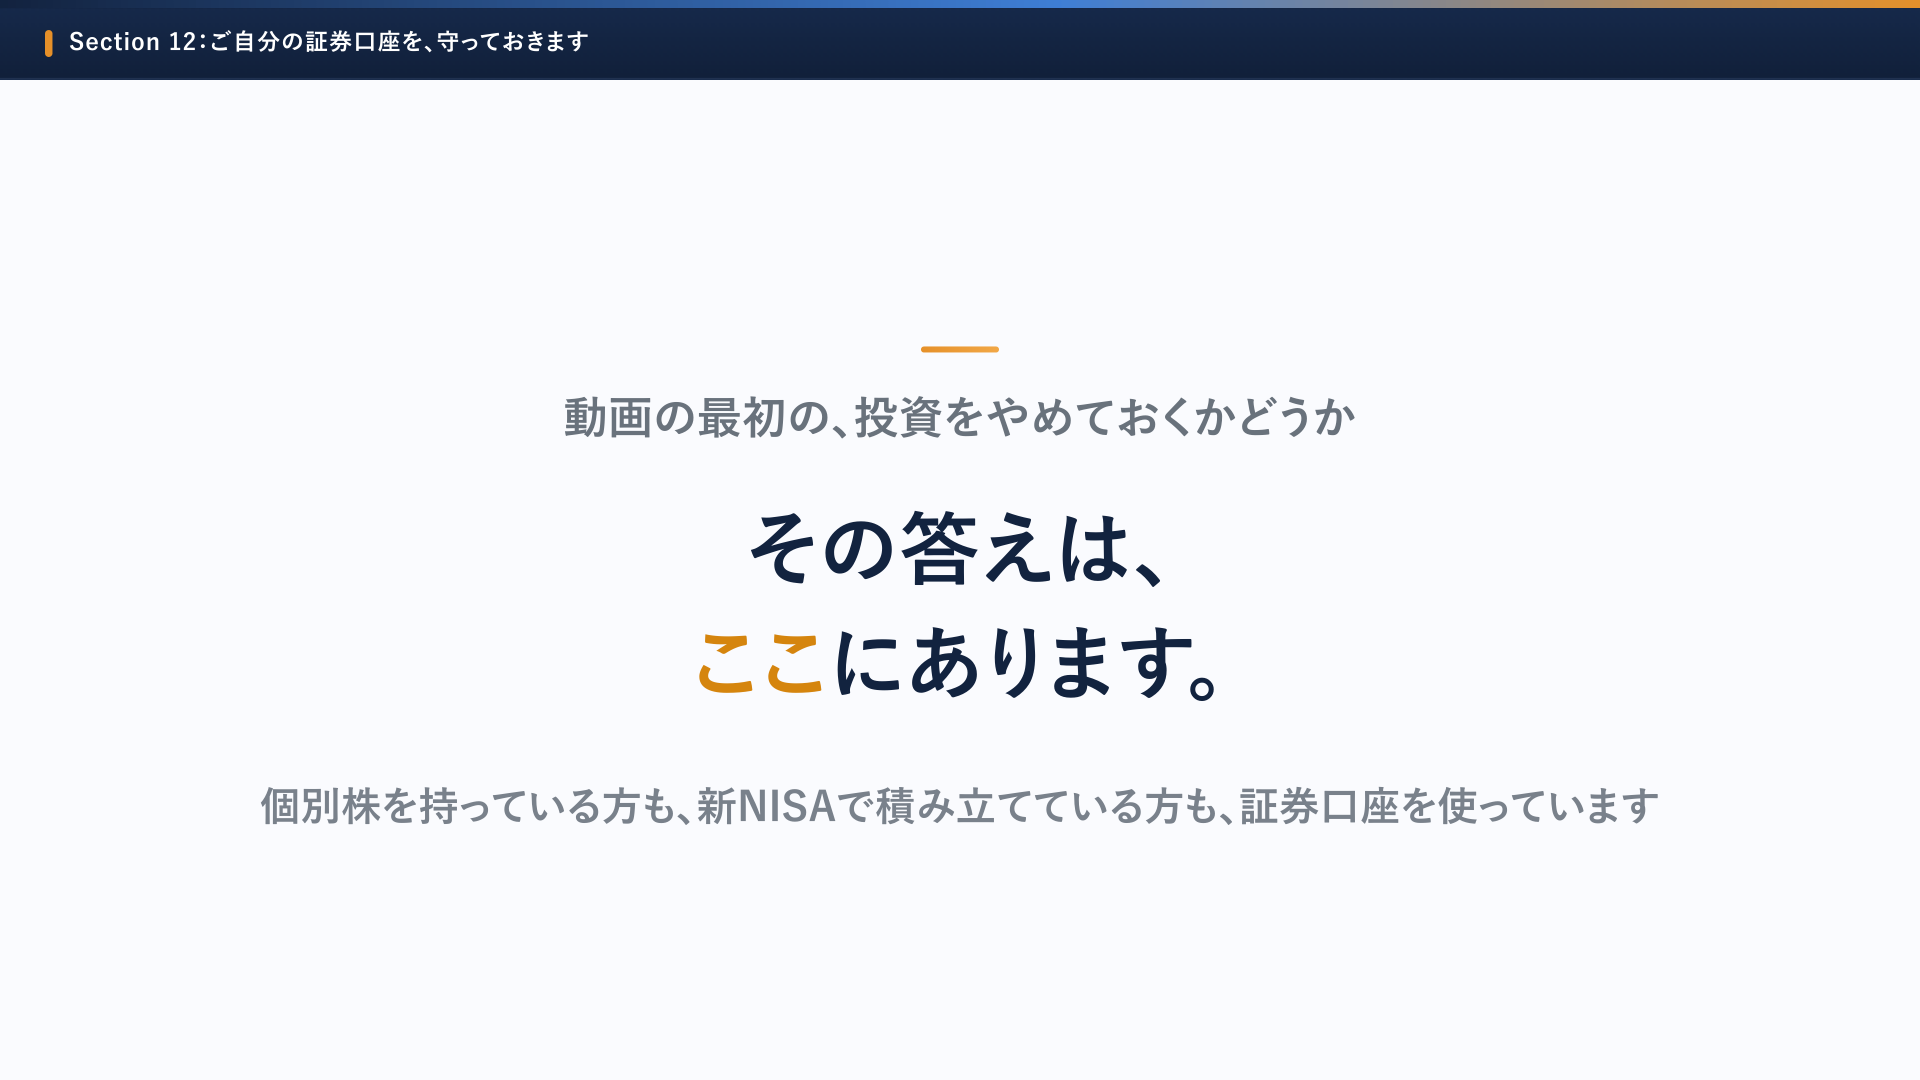 Section 12：ご自分の証券口座を、守っておきます
動画の最初の、投資をやめておくかどうか
その答えは、
ここにあります。
個別株を持っている方も、新NISAで積み立てている方も、証券口座を使っています